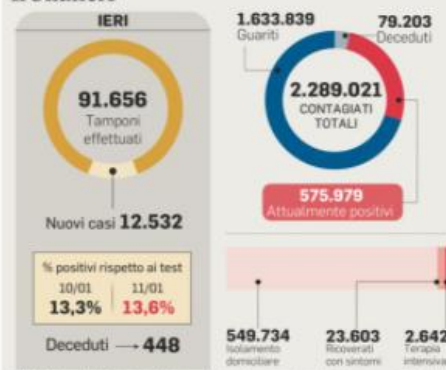 IERI
91.656
Tamponi
effettuati
Nuovi casi 12.532
% positivi rispetto ai test
10/01 11/01
13,3% 13,6%
Deceduti → 448
1.633.839
Guariti
79.203
Deceduti
2.289.021
CONTAGIATI
TOTALI
575.979
Attualmente positivi
549.734
Isolamento
domiciliare
23.603
Ricoverati
con sintomi
2.642
Terapia
intensiva